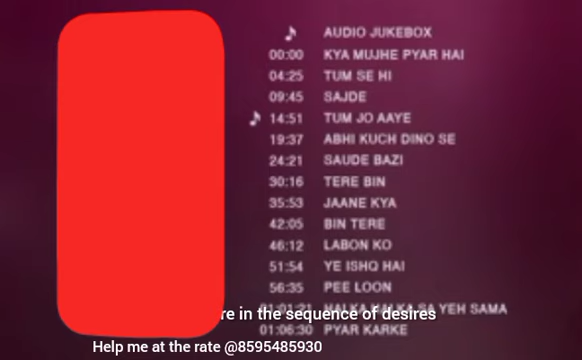 ♪ AUDIO JUKEBOX
00:00 KYA MUJHE PYAR HAI
04:25 TUM SE HI
09:45 SAJDE
♪ 14:51 TUM JO AAYE
19:37 ABHI KUCH DINO SE
24:21 SAUDE BAZI
30:16 TERE BIN
35:53 JAANE KYA
42:05 BIN TERE
46:12 LABON KO
51:54 YE ISHQ HAI
56:35 PEE LOON
01:01:21 HALKA HALKA SA YEH SAMA
re in the sequence of desires
01:06:30 PYAR KARKE
Help me at the rate @8595485930